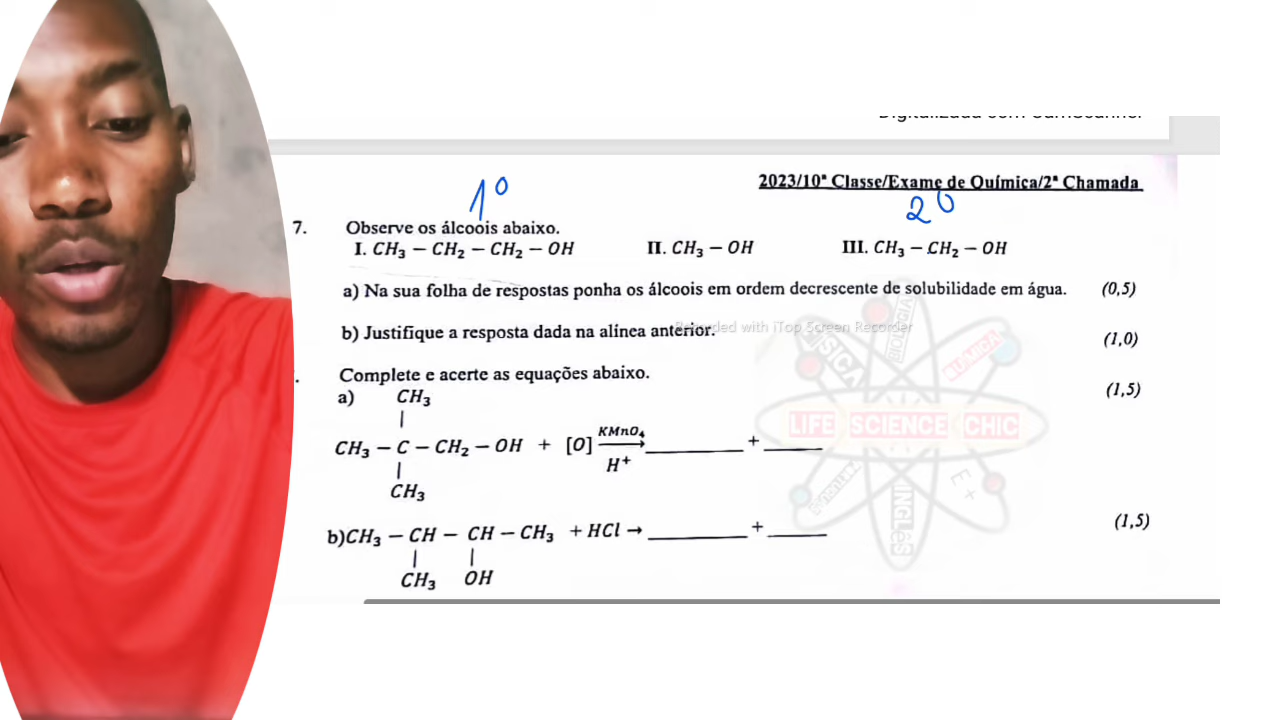 Digitalizada com CamScanner
2023/10ª Classe/Exame de Química/2ª Chamada
1º
2º
7. Observe os álcoois abaixo.
I. CH₃ − CH₂ − CH₂ − OH II. CH₃ − OH III. CH₃ − CH₂ − OH
a) Na sua folha de respostas ponha os álcoois em ordem decrescente de solubilidade em água. (0,5)
Recorded with iTop Screen Recorder
b) Justifique a resposta dada na alínea anterior. (1,0)
. Complete e acerte as equações abaixo. (1,5)
a) CH₃
|
CH₃ − C − CH₂ − OH + [O] KMnO₄ → H⁺ ______ + ______
|
CH₃
b) CH₃ − CH − CH − CH₃ + HCl → ______ + ______ (1,5)
| |
CH₃ OH
FÍSICA
BIOLOGIA
QUÍMICA
LIFE SCIENCE CHIC
INGLÊS
E +